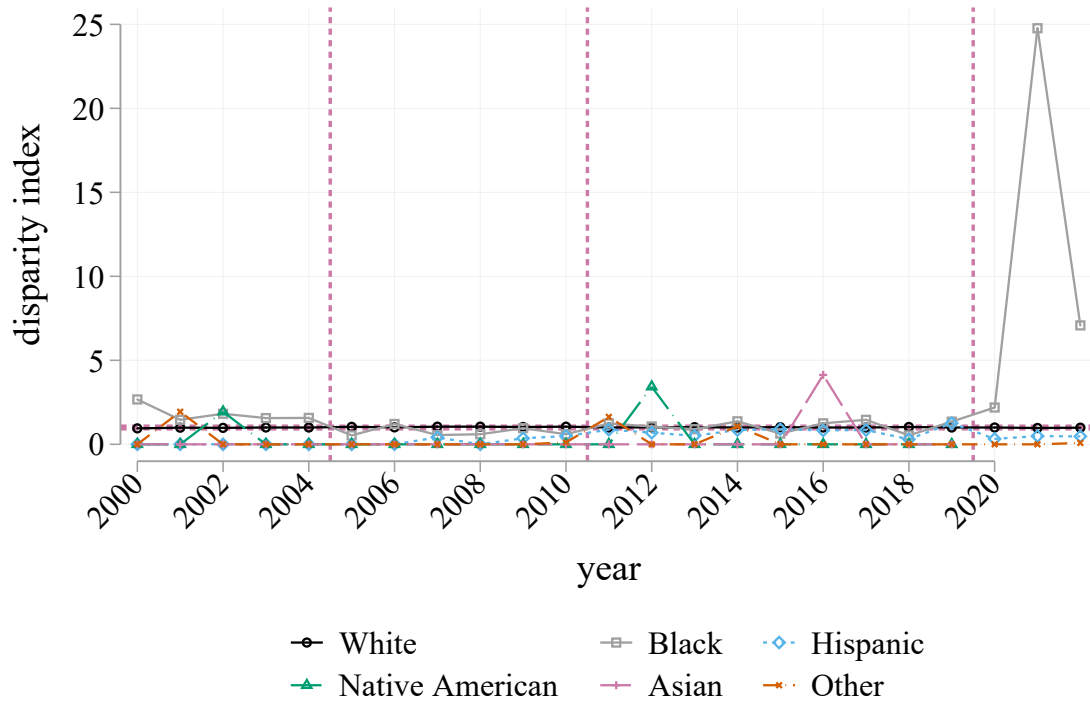 25
20
15
10
5
0
disparity index
2000 2002 2004 2006 2008 2010 2012 2014 2016 2018 2020
year
White Black Hispanic
Native American Asian Other